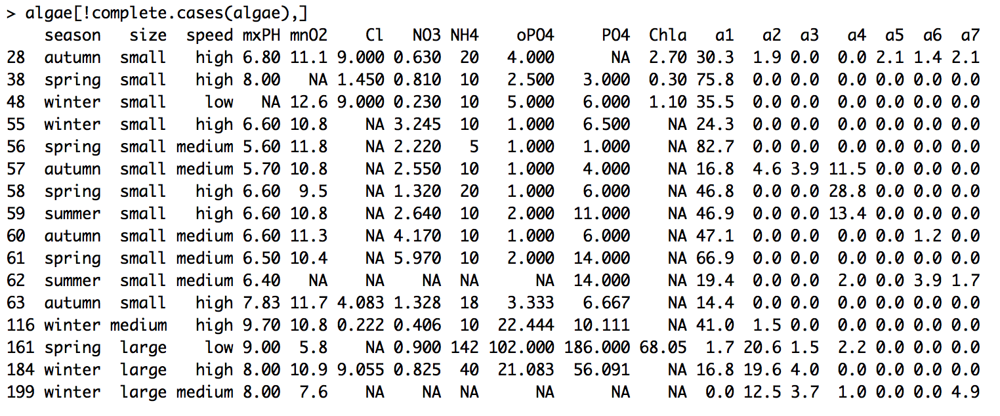 > algae[!complete.cases(algae),]
season size speed mxPH mnO2 Cl NO3 NH4 oPO4 PO4 Chla a1 a2 a3 a4 a5 a6 a7
28 autumn small high 6.80 11.1 9.000 0.630 20 4.000 NA 2.70 30.3 1.9 0.0 0.0 2.1 1.4 2.1
38 spring small high 8.00 NA 1.450 0.810 10 2.500 3.000 0.30 75.8 0.0 0.0 0.0 0.0 0.0 0.0
48 winter small low NA 12.6 9.000 0.230 10 5.000 6.000 1.10 35.5 0.0 0.0 0.0 0.0 0.0 0.0
55 winter small high 6.60 10.8 NA 3.245 10 1.000 6.500 NA 24.3 0.0 0.0 0.0 0.0 0.0 0.0
56 spring small medium 5.60 11.8 NA 2.220 5 1.000 1.000 NA 82.7 0.0 0.0 0.0 0.0 0.0 0.0
57 autumn small medium 5.70 10.8 NA 2.550 10 1.000 4.000 NA 16.8 4.6 3.9 11.5 0.0 0.0 0.0
58 spring small high 6.60 9.5 NA 1.320 20 1.000 6.000 NA 46.8 0.0 0.0 28.8 0.0 0.0 0.0
59 summer small high 6.60 10.8 NA 2.640 10 2.000 11.000 NA 46.9 0.0 0.0 13.4 0.0 0.0 0.0
60 autumn small medium 6.60 11.3 NA 4.170 10 1.000 6.000 NA 47.1 0.0 0.0 0.0 0.0 1.2 0.0
61 spring small medium 6.50 10.4 NA 5.970 10 2.000 14.000 NA 66.9 0.0 0.0 0.0 0.0 0.0 0.0
62 summer small medium 6.40 NA NA NA NA NA 14.000 NA 19.4 0.0 0.0 2.0 0.0 3.9 1.7
63 autumn small high 7.83 11.7 4.083 1.328 18 3.333 6.667 NA 14.4 0.0 0.0 0.0 0.0 0.0 0.0
116 winter medium high 9.70 10.8 0.222 0.406 10 22.444 10.111 NA 41.0 1.5 0.0 0.0 0.0 0.0 0.0
161 spring large low 9.00 5.8 NA 0.900 142 102.000 186.000 68.05 1.7 20.6 1.5 2.2 0.0 0.0 0.0
184 winter large high 8.00 10.9 9.055 0.825 40 21.083 56.091 NA 16.8 19.6 4.0 0.0 0.0 0.0 0.0
199 winter large medium 8.00 7.6 NA NA NA NA NA NA 0.0 12.5 3.7 1.0 0.0 0.0 4.9